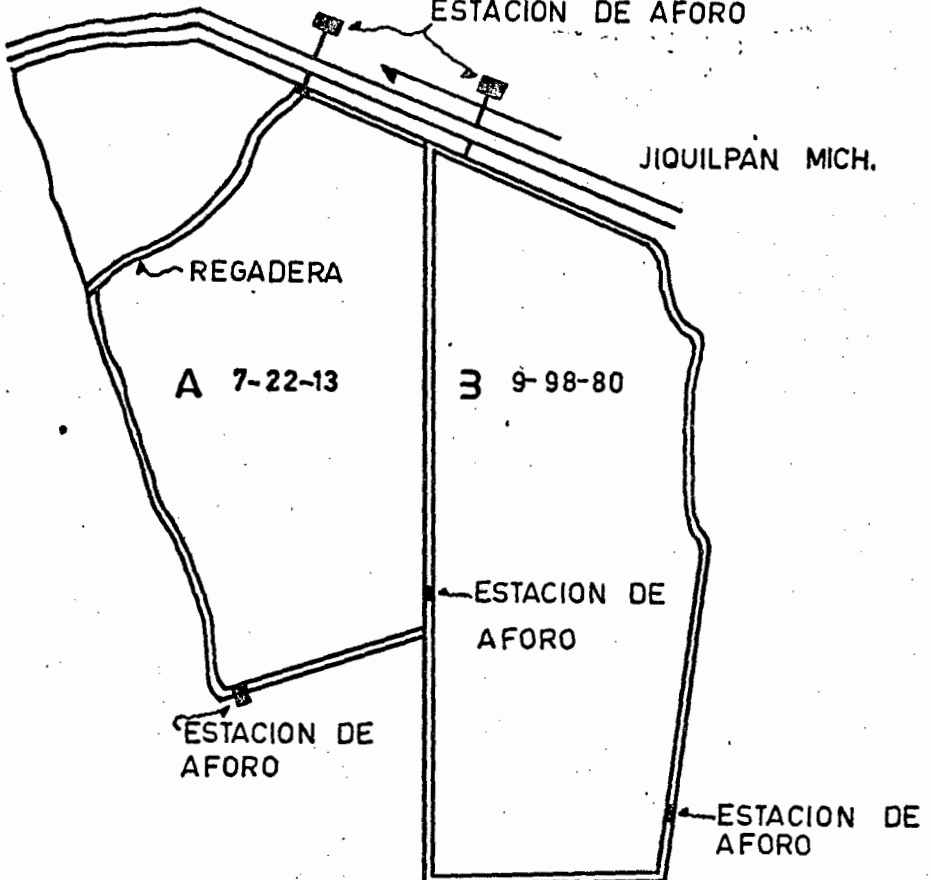 ESTACION DE AFORO
JIQUILPAN MICH.
REGADERA
A 7-22-13
B 9-98-80
ESTACION DE
AFORO
ESTACION DE
AFORO
ESTACION DE
AFORO